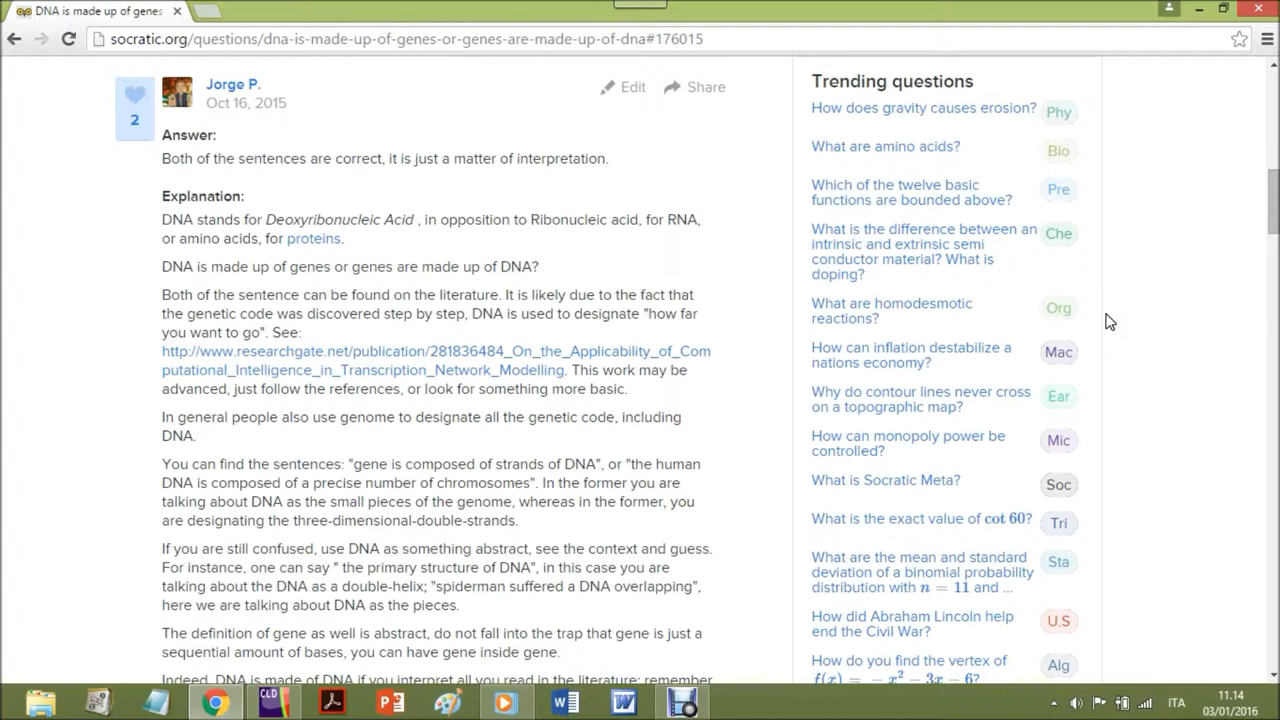 DNA is made up of genes
socratic.org/questions/dna-is-made-up-of-genes-or-genes-are-made-up-of-dna#176015
2
Jorge P.
Oct 16, 2015
Edit
Share
Answer:
Both of the sentences are correct, it is just a matter of interpretation.
Explanation:
DNA stands for Deoxyribonucleic Acid , in opposition to Ribonucleic acid, for RNA,
or amino acids, for proteins.
DNA is made up of genes or genes are made up of DNA?
Both of the sentence can be found on the literature. It is likely due to the fact that
the genetic code was discovered step by step, DNA is used to designate "how far
you want to go". See:
http://www.researchgate.net/publication/281836484_On_the_Applicability_of_Com
putational_Intelligence_in_Transcription_Network_Modelling. This work may be
advanced, just follow the references, or look for something more basic.
In general people also use genome to designate all the genetic code, including
DNA.
You can find the sentences: "gene is composed of strands of DNA", or "the human
DNA is composed of a precise number of chromosomes". In the former you are
talking about DNA as the small pieces of the genome, whereas in the former, you
are designating the three-dimensional-double-strands.
If you are still confused, use DNA as something abstract, see the context and guess.
For instance, one can say " the primary structure of DNA", in this case you are
talking about the DNA as a double-helix; "spiderman suffered a DNA overlapping",
here we are talking about DNA as the pieces.
The definition of gene as well is abstract, do not fall into the trap that gene is just a
sequential amount of bases, you can have gene inside gene.
Indeed, DNA is made of DNA if you interpret all you read in the literature; remember
Trending questions
How does gravity causes erosion?
Phy
What are amino acids?
Bio
Which of the twelve basic
functions are bounded above?
Pre
What is the difference between an
intrinsic and extrinsic semi
conductor material? What is
doping?
Che
What are homodesmotic
reactions?
Org
How can inflation destabilize a
nations economy?
Mac
Why do contour lines never cross
on a topographic map?
Ear
How can monopoly power be
controlled?
Mic
What is Socratic Meta?
Soc
What is the exact value of cot 60?
Tri
What are the mean and standard
deviation of a binomial probability
distribution with n = 11 and ...
Sta
How did Abraham Lincoln help
end the Civil War?
U.S
How do you find the vertex of
f(x) = −x² − 3x − 6?
Alg
CLD
ITA
11.14
03/01/2016